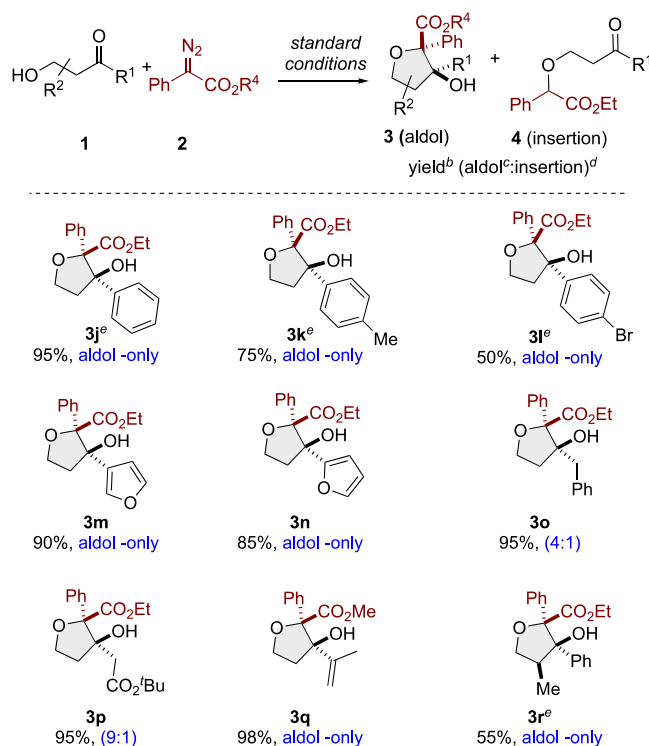 HO O R¹ R² + N₂ Ph CO₂R⁴ standard conditions CO₂R⁴ O Ph R¹ OH R² + O O R¹ Ph CO₂Et
1 2 3 (aldol) 4 (insertion)
yieldᵇ (aldolᶜ:insertion)ᵈ
Ph CO₂Et O OH
Ph CO₂Et O OH Me
Ph CO₂Et O OH Br
3jᵉ 3kᵉ 3lᵉ
95%, aldol -only 75%, aldol -only 50%, aldol -only
Ph CO₂Et O OH O
Ph CO₂Et O OH O
Ph CO₂Et O OH Ph
3m 3n 3o
90%, aldol -only 85%, aldol -only 95%, (4:1)
Ph CO₂Et O OH CO₂ᵗBu
Ph CO₂Me O OH
Ph CO₂Et O OH Ph Me
3p 3q 3rᵉ
95%, (9:1) 98%, aldol -only 55%, aldol -only